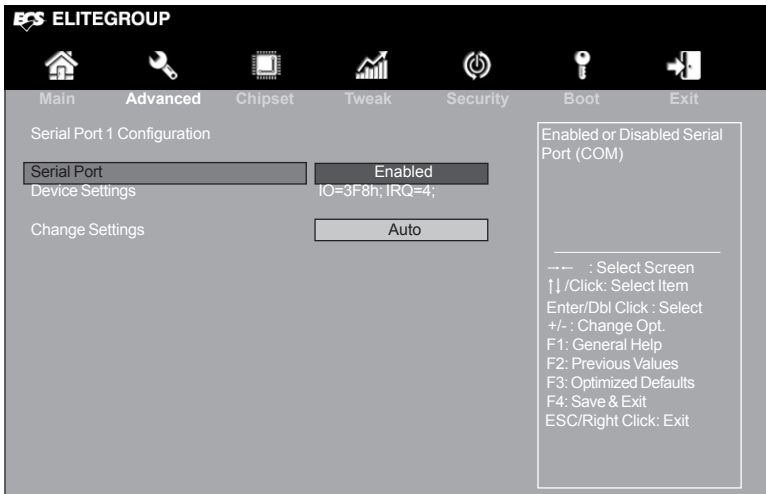 ECS ELITEGROUP
Main Advanced Chipset Tweak Security Boot Exit
Serial Port 1 Configuration
Serial Port Enabled
Device Settings IO=3F8h; IRQ=4;
Change Settings Auto
Enabled or Disabled Serial
Port (COM)
→← : Select Screen
↑↓/Click: Select Item
Enter/Dbl Click : Select
+/- : Change Opt.
F1: General Help
F2: Previous Values
F3: Optimized Defaults
F4: Save & Exit
ESC/Right Click: Exit